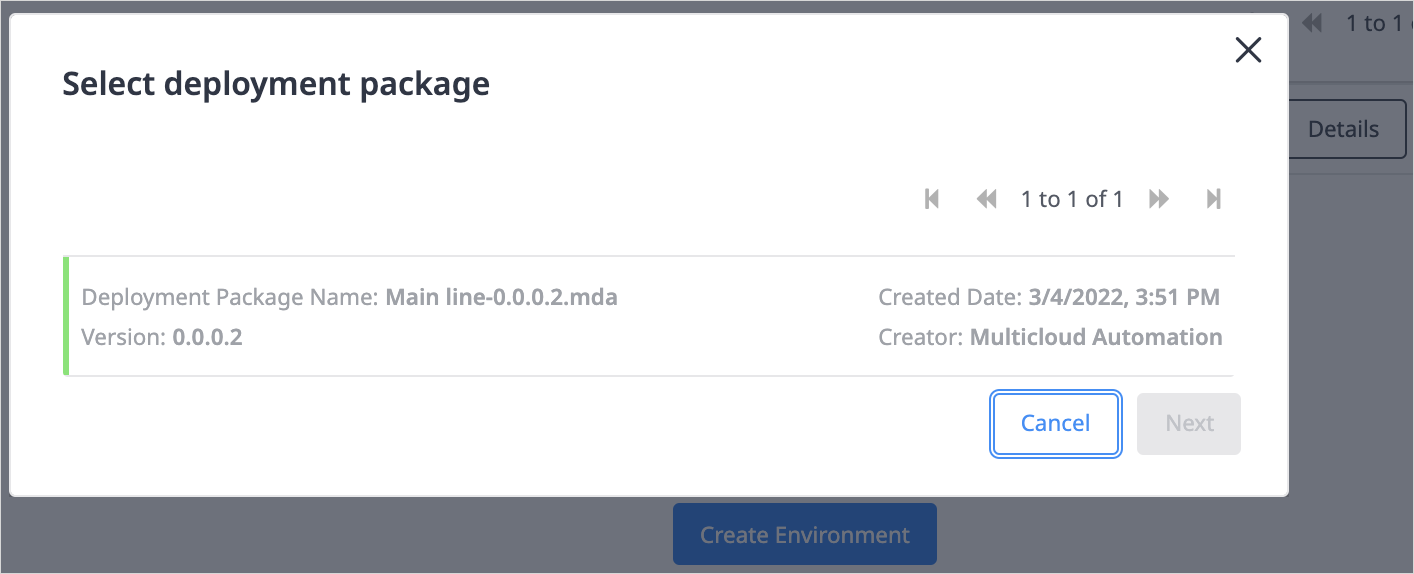 1 to 1
Select deployment package
Details
1 to 1 of 1
Deployment Package Name: Main line-0.0.0.2.mda
Created Date: 3/4/2022, 3:51 PM
Version: 0.0.0.2
Creator: Multicloud Automation
Cancel
Next
Create Environment